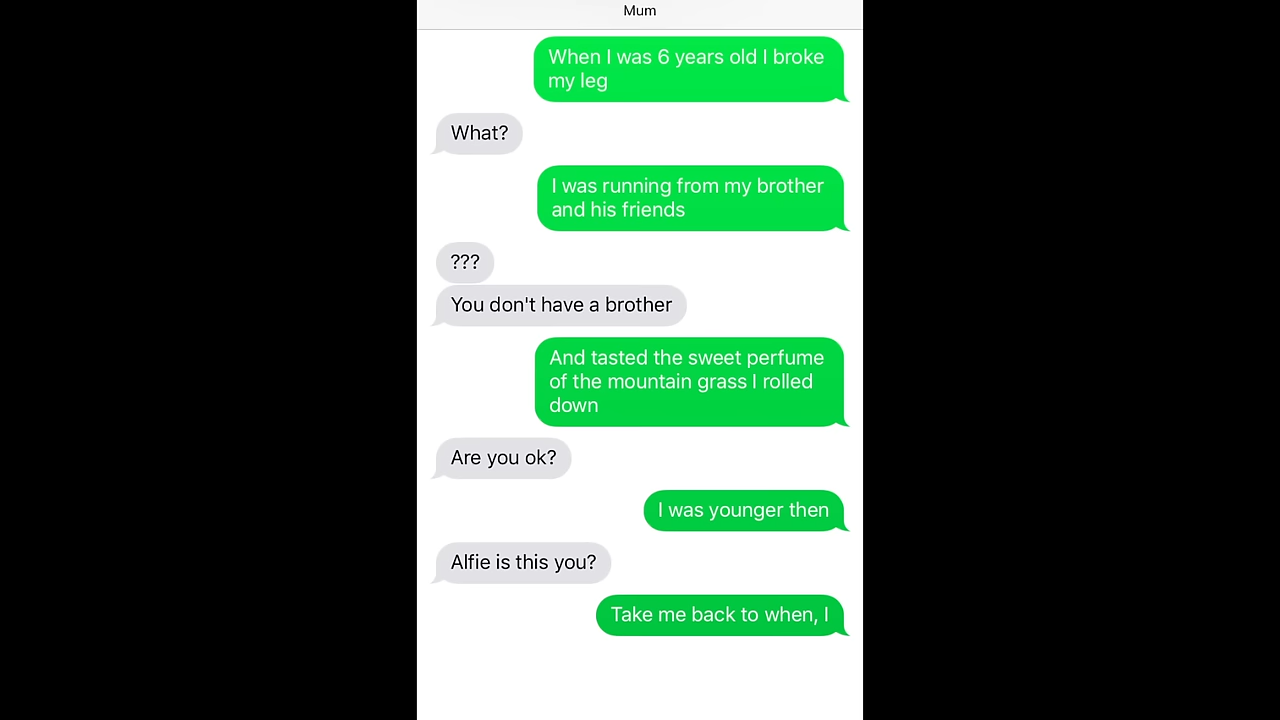 Mum
When I was 6 years old I broke
my leg
What?
I was running from my brother
and his friends
???
You don't have a brother
And tasted the sweet perfume
of the mountain grass I rolled
down
Are you ok?
I was younger then
Alfie is this you?
Take me back to when, I